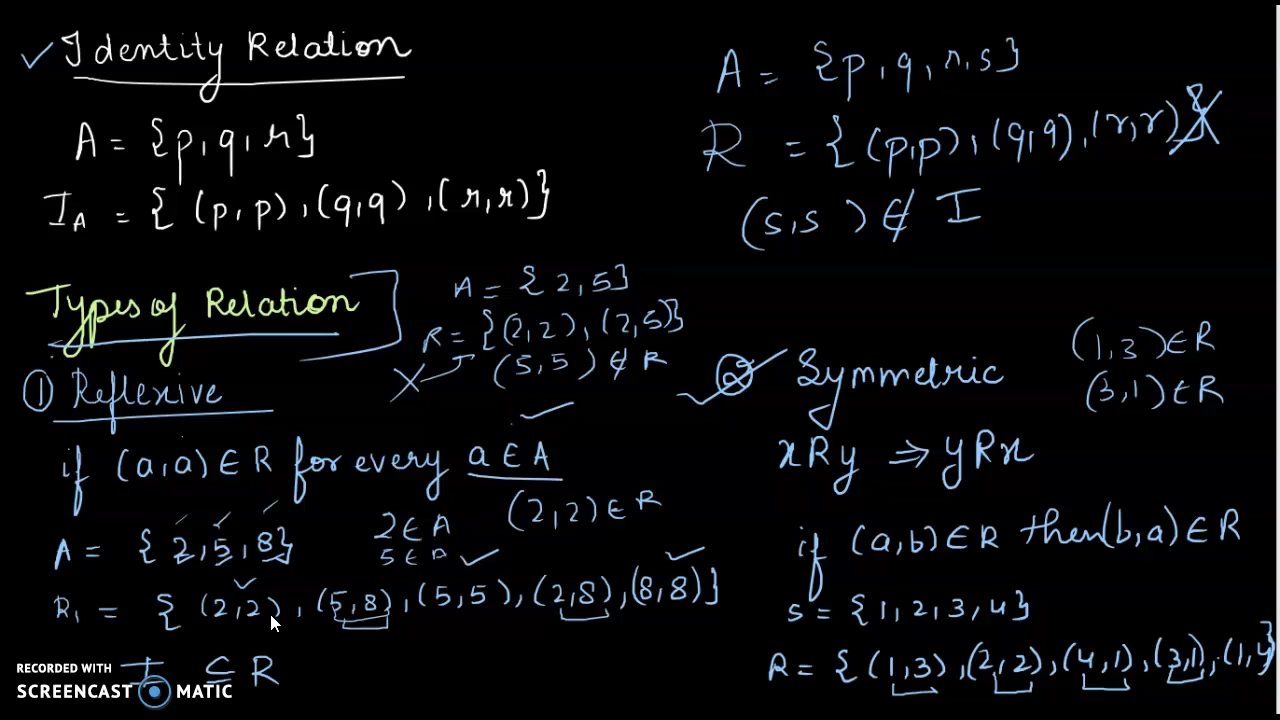 Identity Relation
A = {p, q, r}
I_A = { (p, p), (q, q), (r, r)}
A = {p, q, r, s}
R = { (p,p), (q,q), (r,r)}
(s,s) ∉ I
Types of Relation
A = {2,5}
R = {(2,2), (2,5)}
(5,5) ∉ R
① Reflexive
if (a,a) ∈ R for every a ∈ A
(2,2) ∈ R
A = {2,5,8}
2 ∈ A
5 ∈ A
R₁ = { (2,2), (5,8), (5,5), (2,8), (8,8)}
I ⊆ R
② Symmetric
(1,3) ∈ R
(3,1) ∈ R
xRy ⇒ yRx
if (a,b) ∈ R then (b,a) ∈ R
S = {1,2,3,4}
R = { (1,3), (2,2), (4,1), (3,1), (1,4)}
RECORDED WITH
SCREENCAST MATIC